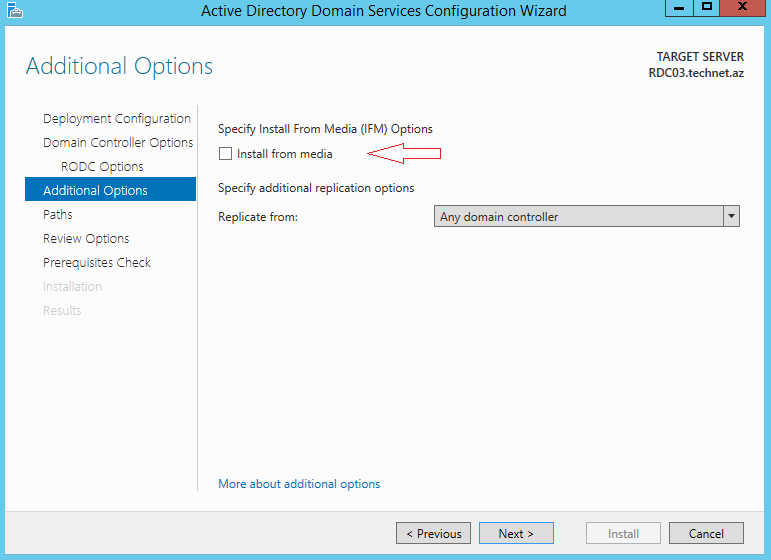 Active Directory Domain Services Configuration Wizard
Additional Options
TARGET SERVER
RDC03.technet.az
Deployment Configuration
Domain Controller Options
RODC Options
Additional Options
Paths
Review Options
Prerequisites Check
Installation
Results
Specify Install From Media (IFM) Options
Install from media
Specify additional replication options
Replicate from: Any domain controller
More about additional options
< Previous Next > Install Cancel